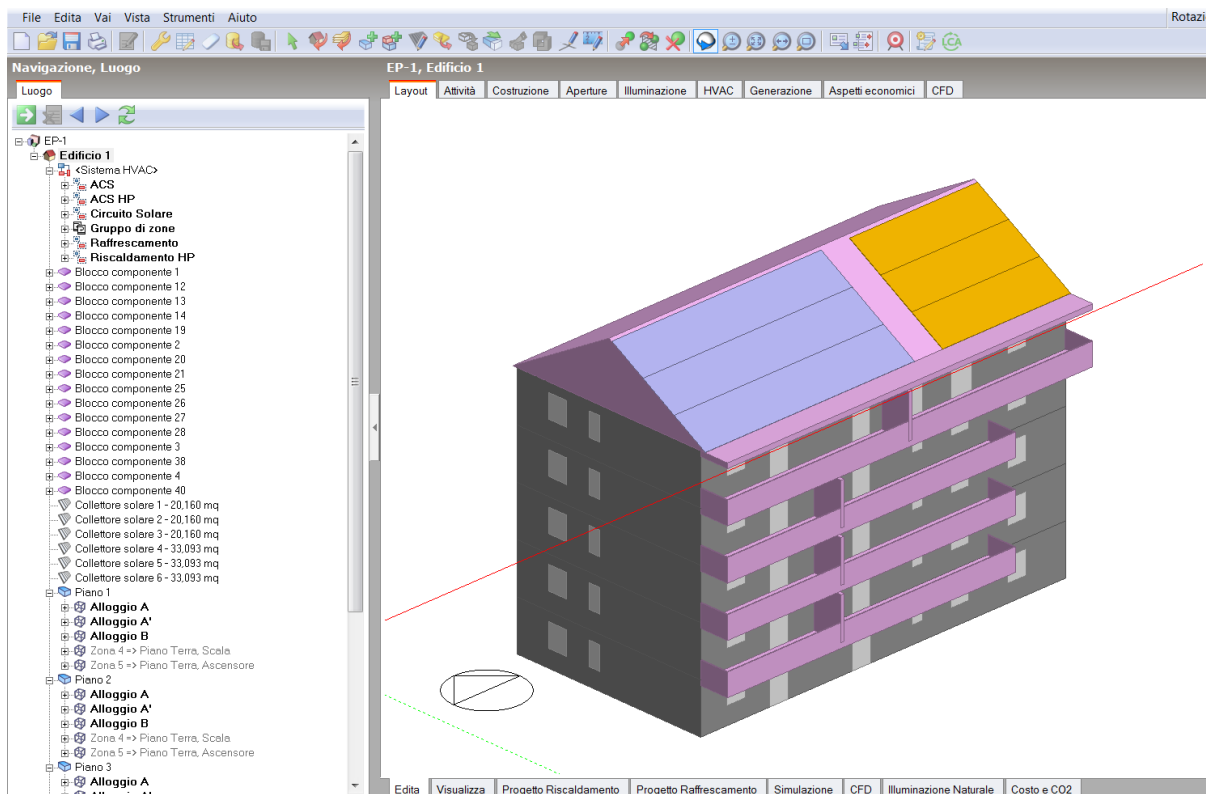 File Edita Vai Vista Strumenti Aiuto
Navigazione, Luogo
Luogo
EP-1
Edificio 1
<Sistema HVAC>
ACS
ACS HP
Circuito Solare
Gruppo di zone
Raffrescamento
Riscaldamento HP
Blocco componente 1
Blocco componente 12
Blocco componente 13
Blocco componente 14
Blocco componente 19
Blocco componente 2
Blocco componente 20
Blocco componente 21
Blocco componente 25
Blocco componente 26
Blocco componente 27
Blocco componente 28
Blocco componente 3
Blocco componente 38
Blocco componente 4
Blocco componente 40
Collettore solare 1 - 20,160 mq
Collettore solare 2 - 20,160 mq
Collettore solare 3 - 20,160 mq
Collettore solare 4 - 33,093 mq
Collettore solare 5 - 33,093 mq
Collettore solare 6 - 33,093 mq
Piano 1
Alloggio A
Alloggio A'
Alloggio B
Zona 4 => Piano Terra, Scala
Zona 5 => Piano Terra, Ascensore
Piano 2
Alloggio A
Alloggio A'
Alloggio B
Zona 4 => Piano Terra, Scala
Zona 5 => Piano Terra, Ascensore
Piano 3
Alloggio A
EP-1, Edificio 1
Layout Attività Costruzione Aperture Illuminazione HVAC Generazione Aspetti economici CFD
Edita Visualizza Progetto Riscaldamento Progetto Raffrescamento Simulazione CFD Illuminazione Naturale Costo e CO2